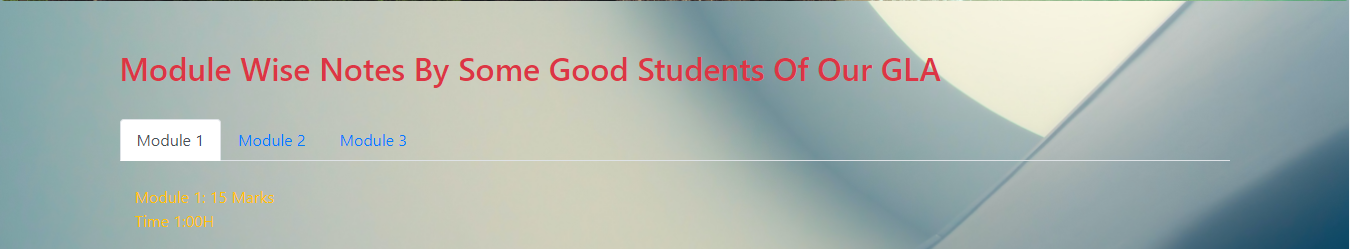 Module Wise Notes By Some Good Students Of Our GLA
Module 1 Module 2 Module 3
Module 1: 15 Marks
Time 1:00H